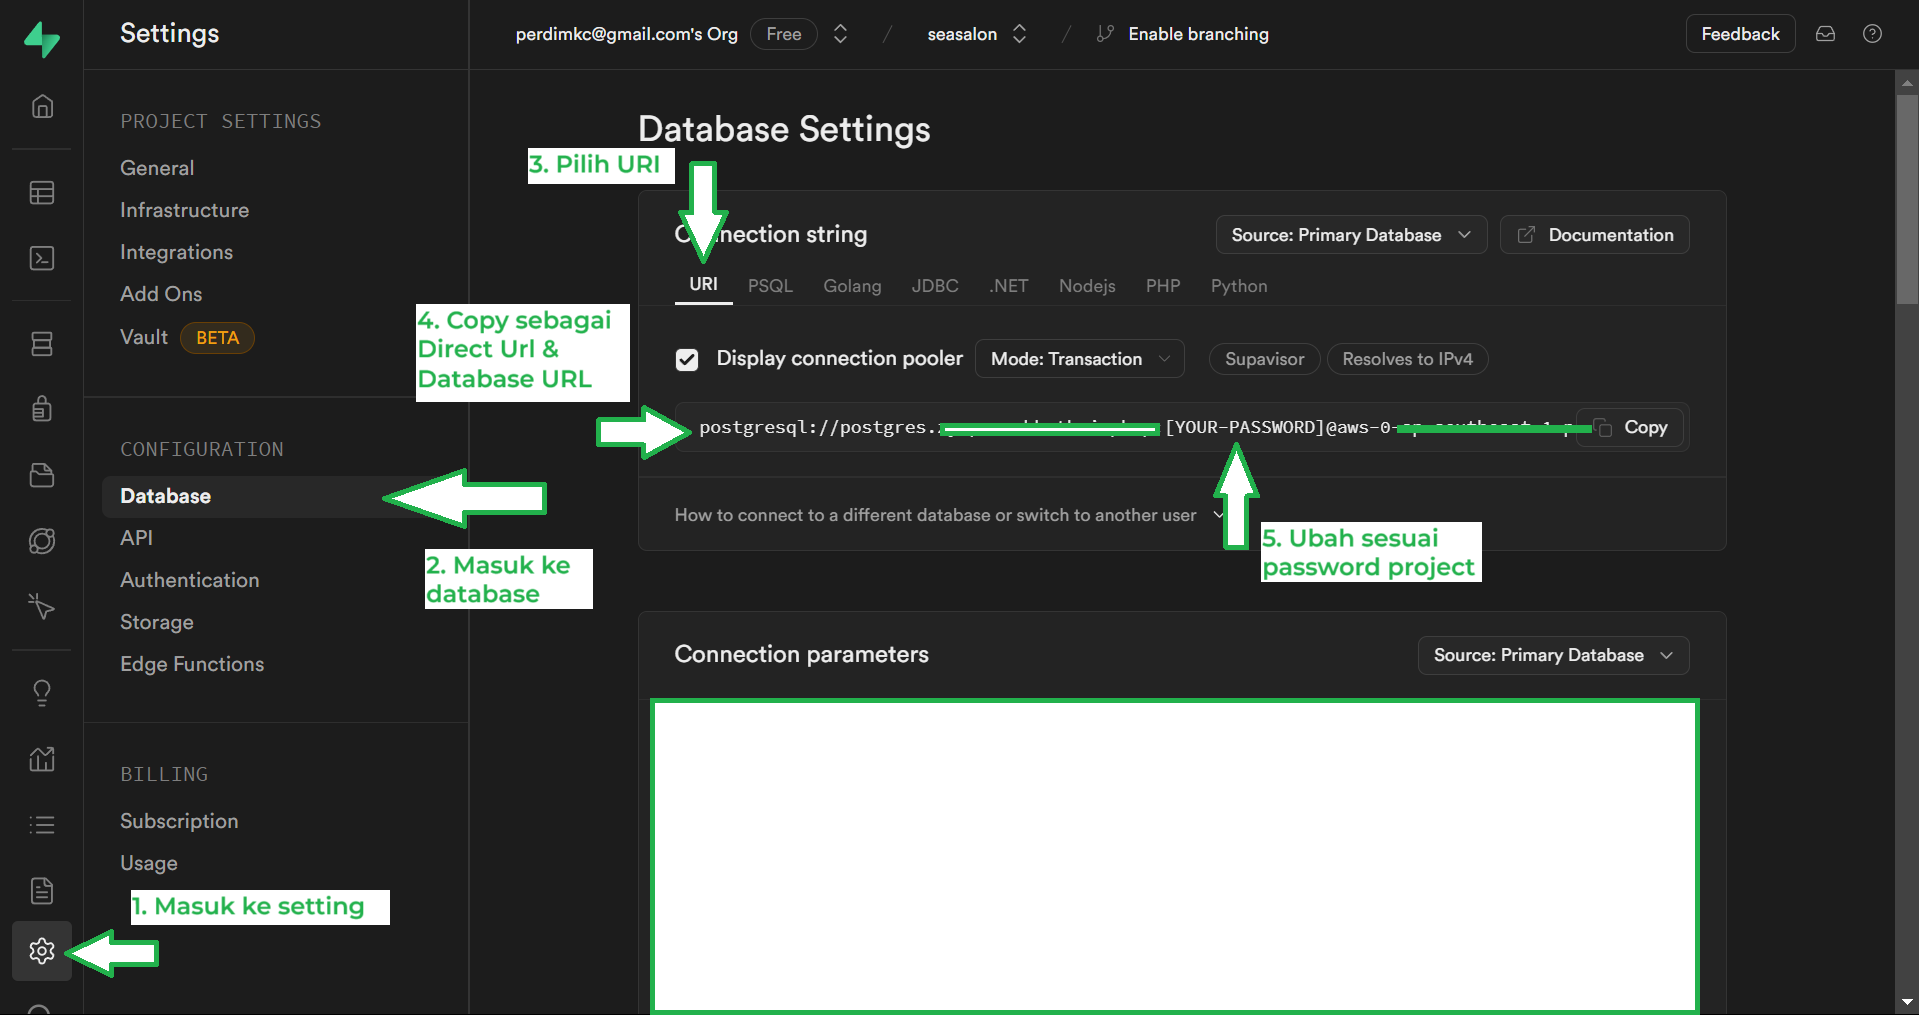 Settings
perdimkc@gmail.com's Org Free / seasalon / Enable branching
Feedback
PROJECT SETTINGS
General
Infrastructure
Integrations
Add Ons
Vault BETA
CONFIGURATION
Database
API
Authentication
Storage
Edge Functions
BILLING
Subscription
Usage
1. Masuk ke setting
2. Masuk ke
database
Database Settings
3. Pilih URI
Connection string
Source: Primary Database
Documentation
URI PSQL Golang JDBC .NET Nodejs PHP Python
4. Copy sebagai
Direct Url &
Database URL
Display connection pooler
Mode: Transaction
Supavisor
Resolves to IPv4
postgresql://postgres. [YOUR-PASSWORD]@aws-0-
Copy
How to connect to a different database or switch to another user
5. Ubah sesuai
password project
Connection parameters
Source: Primary Database